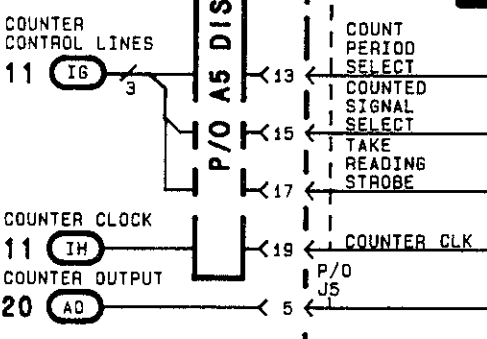 COUNTER
CONTROL LINES
11 IG
3
COUNTER CLOCK
11 IH
COUNTER OUTPUT
20 AO
P/O A5 DIS
13
15
17
19
5
COUNT
PERIOD
SELECT
COUNTED
SIGNAL
SELECT
TAKE
READING
STROBE
COUNTER CLK
P/O
J5